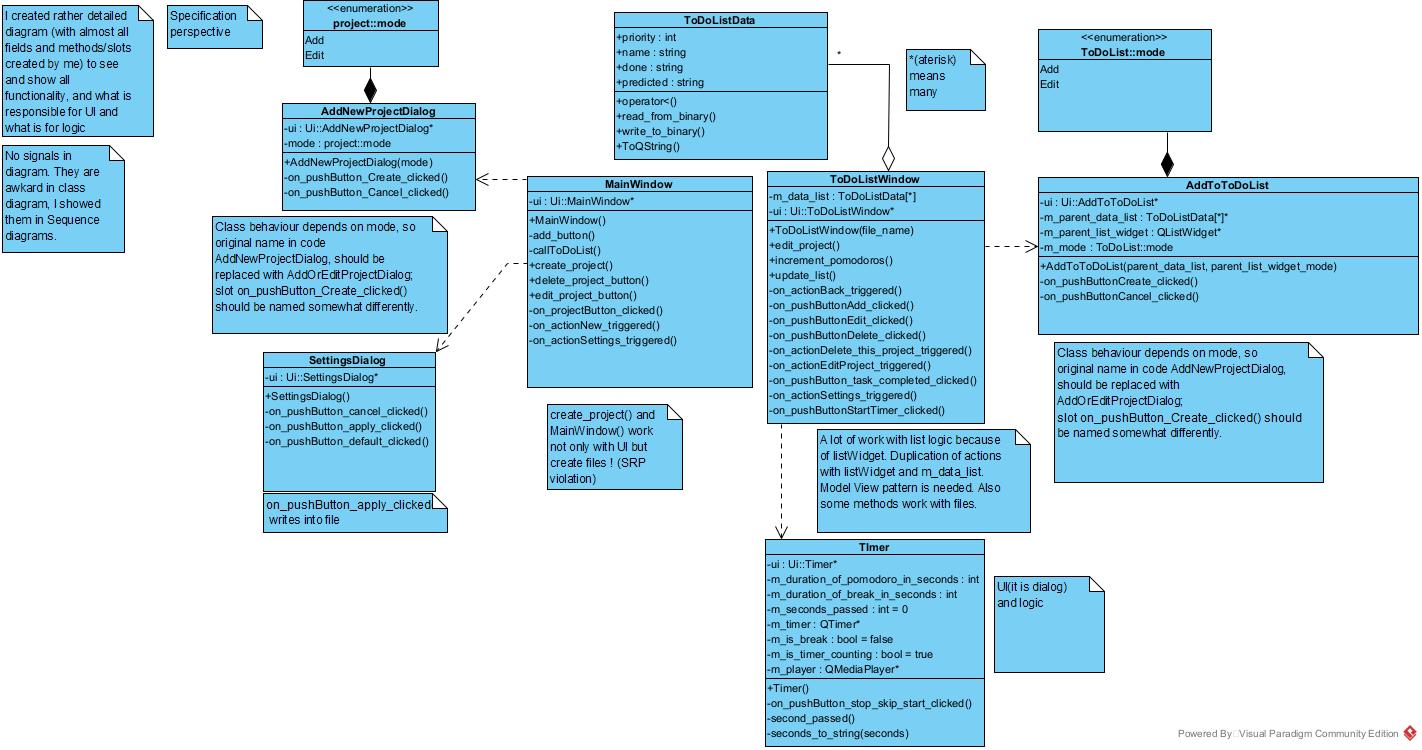 I created rather detailed
diagram (with almost all
fields and methods/slots
created by me) to see
and show all
functionality, and what is
responsible for UI and
what is for logic
Specification
perspective
No signals in
diagram. They are
awkard in class
diagram, I showed
them in Sequence
diagrams.
<<enumeration>>
project::mode
Add
Edit
AddNewProjectDialog
-ui : Ui::AddNewProjectDialog*
-mode : project::mode
+AddNewProjectDialog(mode)
-on_pushButton_Create_clicked()
-on_pushButton_Cancel_clicked()
Class behaviour depends on mode, so
original name in code
AddNewProjectDialog, should be
replaced with AddOrEditProjectDialog;
slot on_pushButton_Create_clicked()
should be named somewhat differently.
SettingsDialog
-ui : Ui::SettingsDialog*
+SettingsDialog()
-on_pushButton_cancel_clicked()
-on_pushButton_apply_clicked()
-on_pushButton_default_clicked()
on_pushButton_apply_clicked
writes into file
MainWindow
-ui : Ui::MainWindow*
+MainWindow()
-add_button()
-callToDoList()
+create_project()
+delete_project_button()
+edit_project_button()
-on_projectButton_clicked()
-on_actionNew_triggered()
-on_actionSettings_triggered()
create_project() and
MainWindow() work
not only with UI but
create files ! (SRP
violation)
ToDoListData
+priority : int
+name : string
+done : string
+predicted : string
+operator<()
+read_from_binary()
+write_to_binary()
+ToQString()
*
*(aterisk)
means
many
ToDoListWindow
-m_data_list : ToDoListData[*]
-ui : Ui::ToDoListWindow*
+ToDoListWindow(file_name)
+edit_project()
+increment_pomodoros()
+update_list()
-on_actionBack_triggered()
-on_pushButtonAdd_clicked()
-on_pushButtonEdit_clicked()
-on_pushButtonDelete_clicked()
-on_actionDelete_this_project_triggered()
-on_actionEditProject_triggered()
-on_pushButton_task_completed_clicked()
-on_actionSettings_triggered()
-on_pushButtonStartTimer_clicked()
A lot of work with list logic because
of listWidget. Duplication of actions
with listWidget and m_data_list.
Model View pattern is needed. Also
some methods work with files.
<<enumeration>>
ToDoList::mode
Add
Edit
AddToToDoList
-ui : Ui::AddToToDoList*
-m_parent_data_list : ToDoListData[*]*
-m_parent_list_widget : QListWidget*
-m_mode : ToDoList::mode
+AddToToDoList(parent_data_list, parent_list_widget_mode)
-on_pushButtonCreate_clicked()
-on_pushButtonCancel_clicked()
Class behaviour depends on mode, so
original name in code AddNewProjectDialog,
should be replaced with
AddOrEditProjectDialog;
slot on_pushButton_Create_clicked() should
be named somewhat differently.
TImer
-ui : Ui::Timer*
-m_duration_of_pomodoro_in_seconds : int
-m_duration_of_break_in_seconds : int
-m_seconds_passed : int = 0
-m_timer : QTimer*
-m_is_break : bool = false
-m_is_timer_counting : bool = true
-m_player : QMediaPlayer*
+Timer()
-on_pushButton_stop_skip_start_clicked()
-second_passed()
-seconds_to_string(seconds)
UI(it is dialog)
and logic
Powered By Visual Paradigm Community Edition